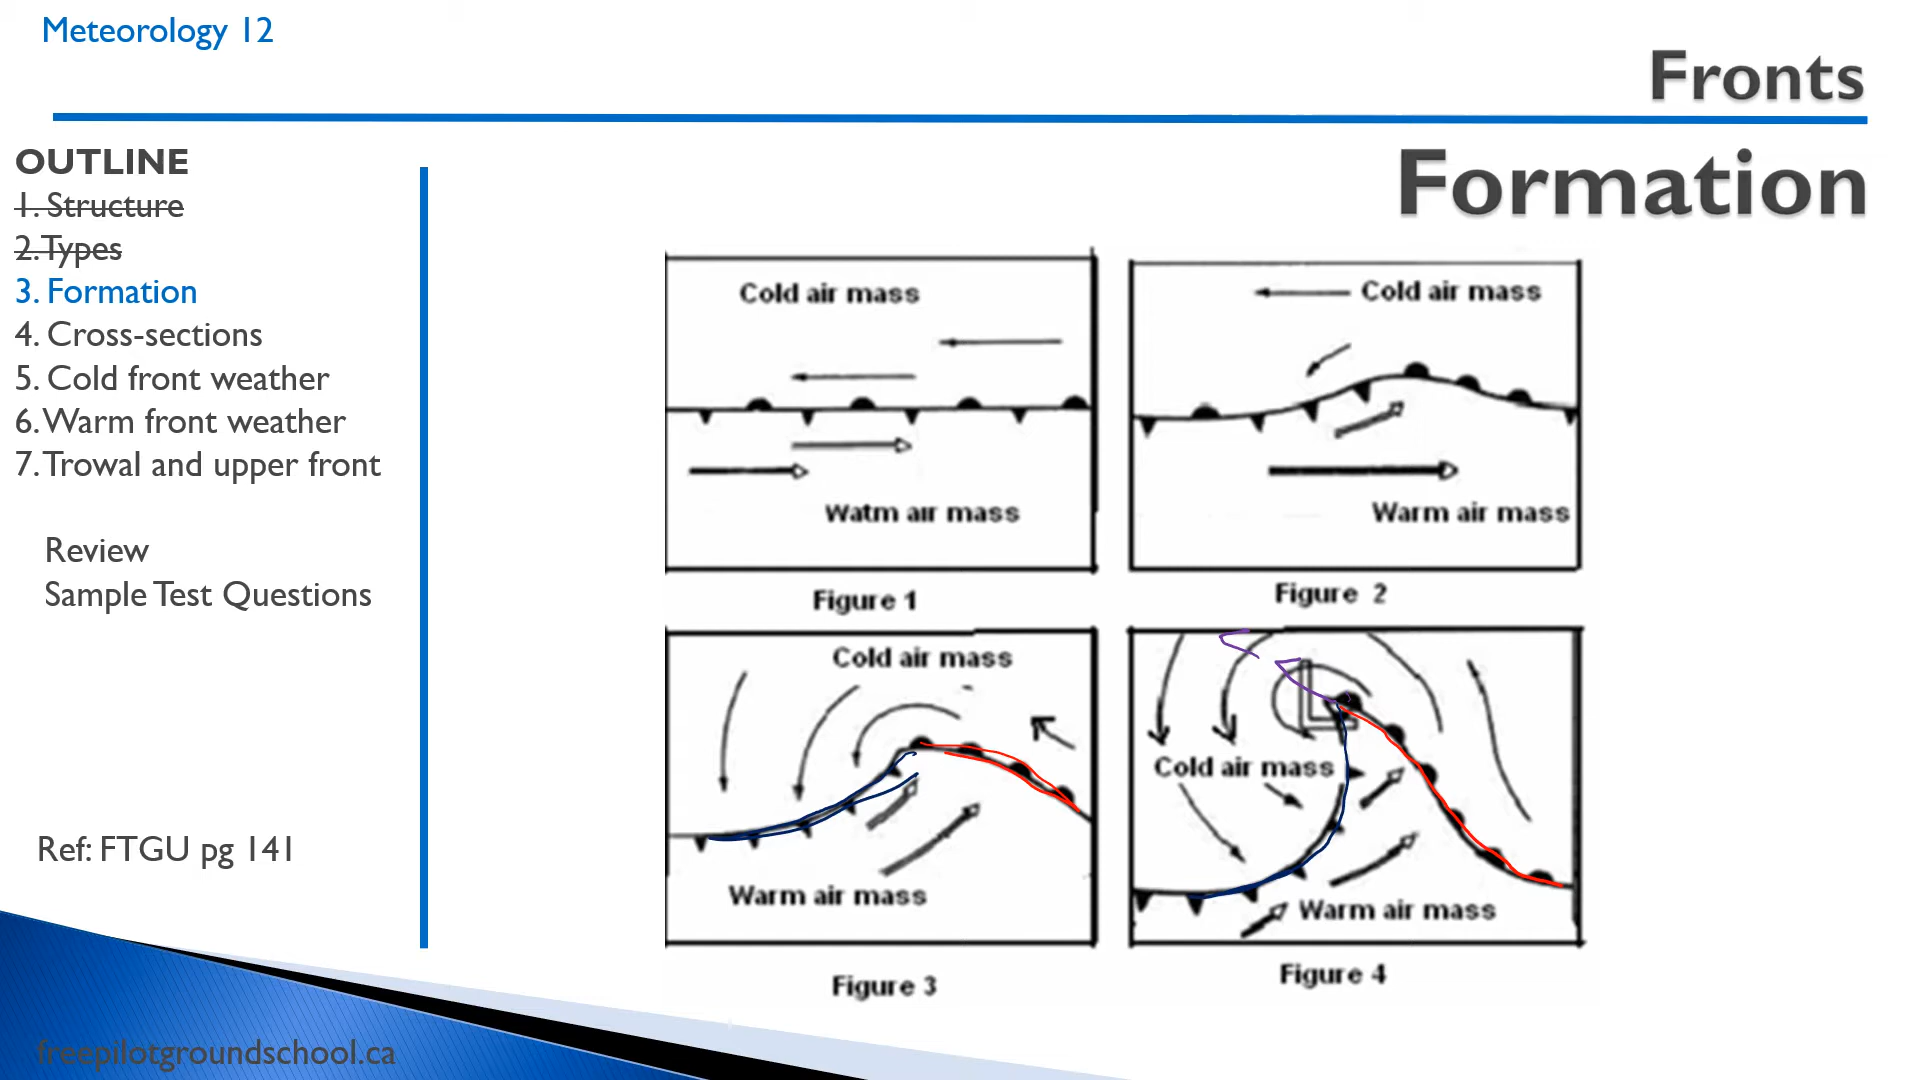 Meteorology 12
Fronts
Formation
OUTLINE
1. Structure
2. Types
3. Formation
4. Cross-sections
5. Cold front weather
6. Warm front weather
7. Trowal and upper front
Review
Sample Test Questions
Ref: FTGU pg 141
freepilotgroundschool.ca
Cold air mass
Watm air mass
Figure 1
Cold air mass
Warm air mass
Figure 2
Cold air mass
Warm air mass
Figure 3
L
Cold air mass
Warm air mass
Figure 4